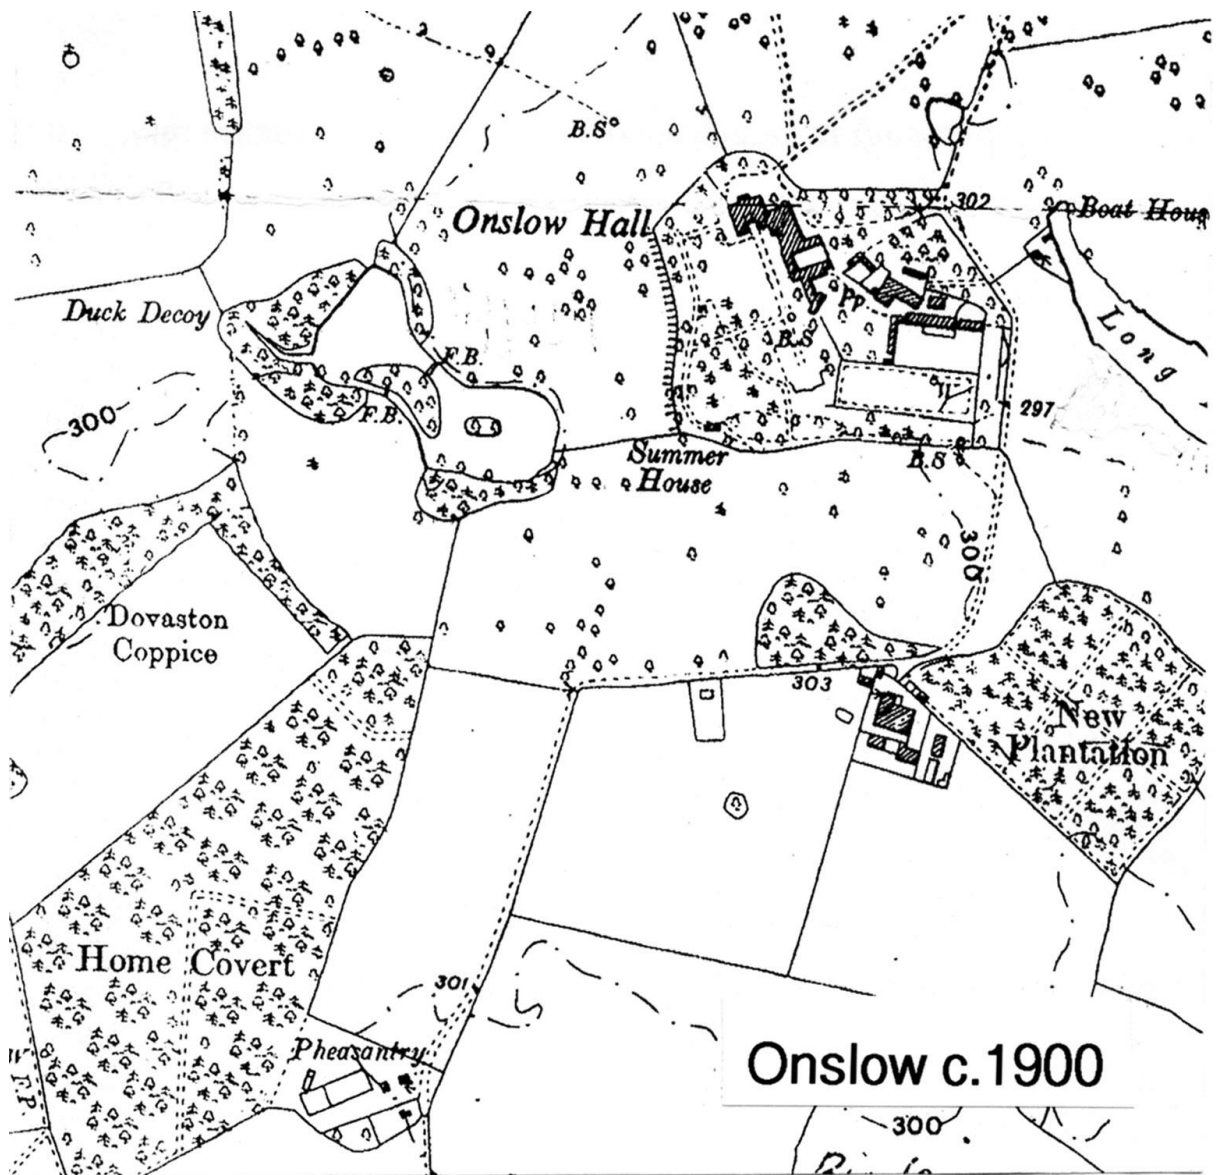 B.S
302
Boat Hous
Onslow Hall
Duck Decoy
Pp.
Long
B.S
F.B.
F.B.
W
300
297
Summer
House
B.S
300
Dovaston
Coppice
303
New
Plantation
Home Covert
301
Pheasantry
F.P
Onslow c.1900
300